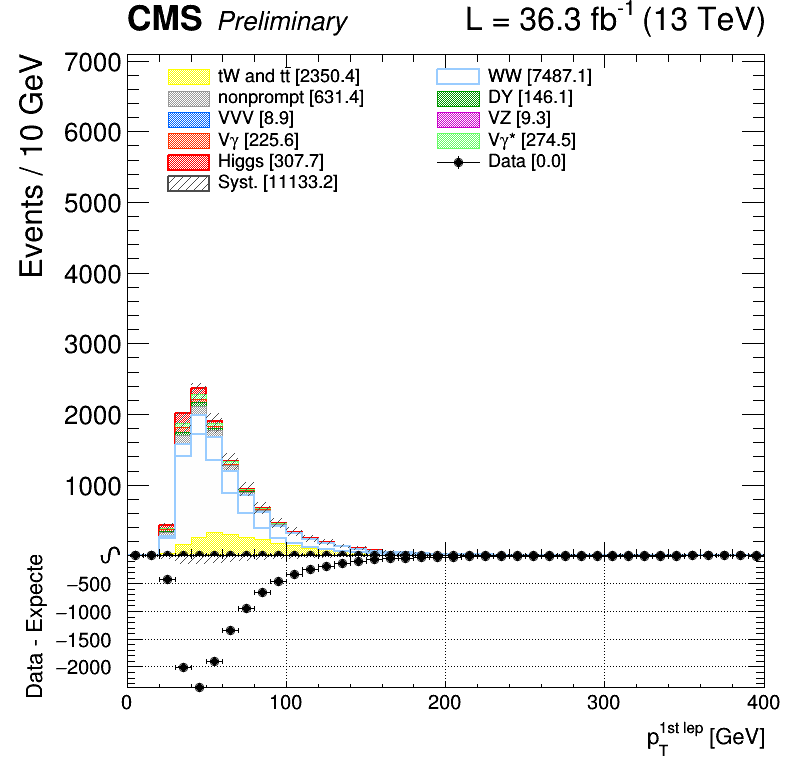 CMS Preliminary L = 36.3 fb⁻¹ (13 TeV)
Events / 10 GeV
7000
6000
5000
4000
3000
2000
1000
0
tW and tt̄ [2350.4]
nonprompt [631.4]
VVV [8.9]
Vγ [225.6]
Higgs [307.7]
Syst. [11133.2]
WW [7487.1]
DY [146.1]
VZ [9.3]
Vγ* [274.5]
Data [0.0]
Data - Expecte
−500
−1000
−1500
−2000
0 100 200 300 400
p_T^{1st lep} [GeV]